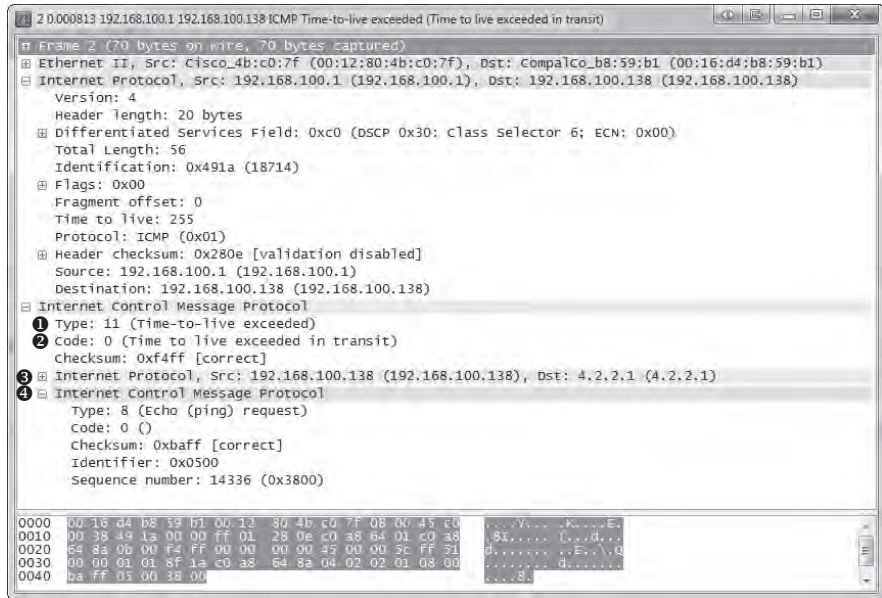 2 0.000813 192.168.100.1 192.168.100.138 ICMP Time-to-live exceeded (Time to live exceeded in transit)
Frame 2 (70 bytes on wire, 70 bytes captured)
Ethernet II, Src: Cisco_4b:c0:7f (00:12:80:4b:c0:7f), Dst: CompalCo_b8:59:b1 (00:16:d4:b8:59:b1)
Internet Protocol, Src: 192.168.100.1 (192.168.100.1), Dst: 192.168.100.138 (192.168.100.138)
Version: 4
Header length: 20 bytes
Differentiated Services Field: 0xc0 (DSCP 0x30: Class Selector 6; ECN: 0x00)
Total Length: 56
Identification: 0x491a (18714)
Flags: 0x00
Fragment offset: 0
Time to live: 255
Protocol: ICMP (0x01)
Header checksum: 0x280e [validation disabled]
Source: 192.168.100.1 (192.168.100.1)
Destination: 192.168.100.138 (192.168.100.138)
Internet Control Message Protocol
❶ Type: 11 (Time-to-live exceeded)
❷ Code: 0 (Time to live exceeded in transit)
Checksum: 0xf4ff [correct]
❸ Internet Protocol, Src: 192.168.100.138 (192.168.100.138), Dst: 4.2.2.1 (4.2.2.1)
❹ Internet Control Message Protocol
Type: 8 (Echo (ping) request)
Code: 0 ()
Checksum: 0xbaff [correct]
Identifier: 0x0500
Sequence number: 14336 (0x3800)
0000 00 16 d4 b8 59 b1 00 12 80 4b c0 7f 08 00 45 c0 ....Y... .K....E.
0010 00 38 49 1a 00 00 ff 01 28 0e c0 a8 64 01 c0 a8 .8I..... (...d...
0020 64 8a 0b 00 f4 ff 00 00 00 00 45 00 00 5c ff 51 d....... ..E..\.Q
0030 00 00 01 01 8f 1a c0 a8 64 8a 04 02 02 01 08 00 ........ d.......
0040 ba ff 05 00 38 00 ....8.